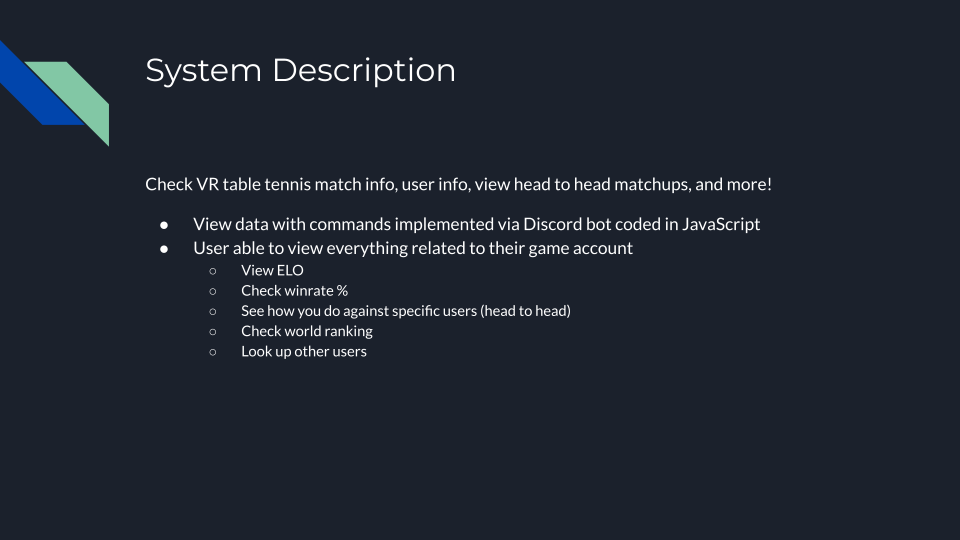 System Description
Check VR table tennis match info, user info, view head to head matchups, and more!
● View data with commands implemented via Discord bot coded in JavaScript
● User able to view everything related to their game account
○ View ELO
○ Check winrate %
○ See how you do against specific users (head to head)
○ Check world ranking
○ Look up other users